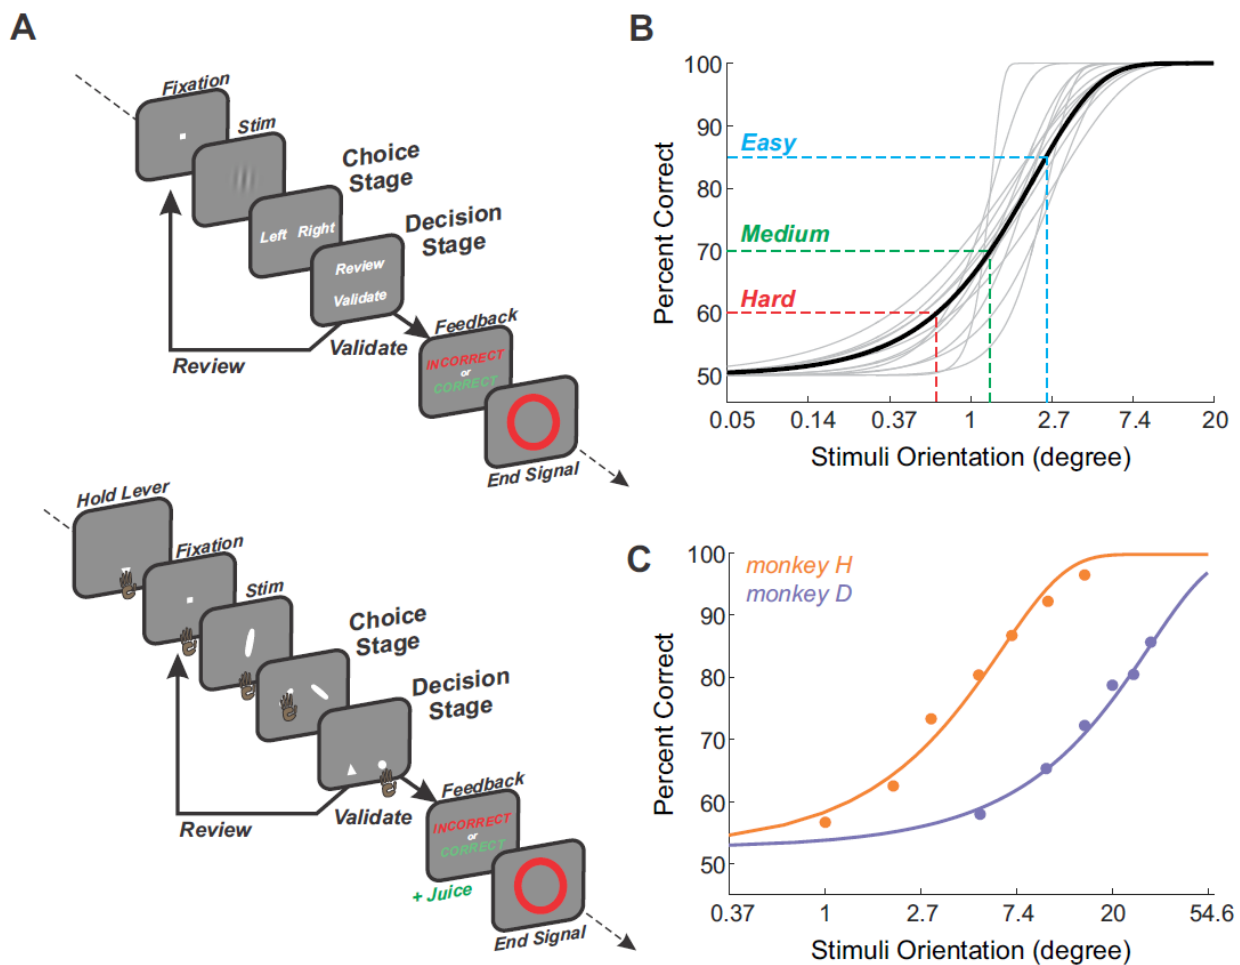 A
Fixation
Stim
Choice
Stage
Left Right
Decision
Stage
Review
Validate
Review
Validate
Feedback
INCORRECT
or
CORRECT
End Signal
Hold Lever
Fixation
Stim
Choice
Stage
Decision
Stage
Review
Validate
Feedback
INCORRECT
or
CORRECT
+ Juice
End Signal
B
Percent Correct
100
90
80
70
60
50
Easy
Medium
Hard
0.05 0.14 0.37 1 2.7 7.4 20
Stimuli Orientation (degree)
C
Percent Correct
100
90
80
70
60
50
monkey H
monkey D
0.37 1 2.7 7.4 20 54.6
Stimuli Orientation (degree)